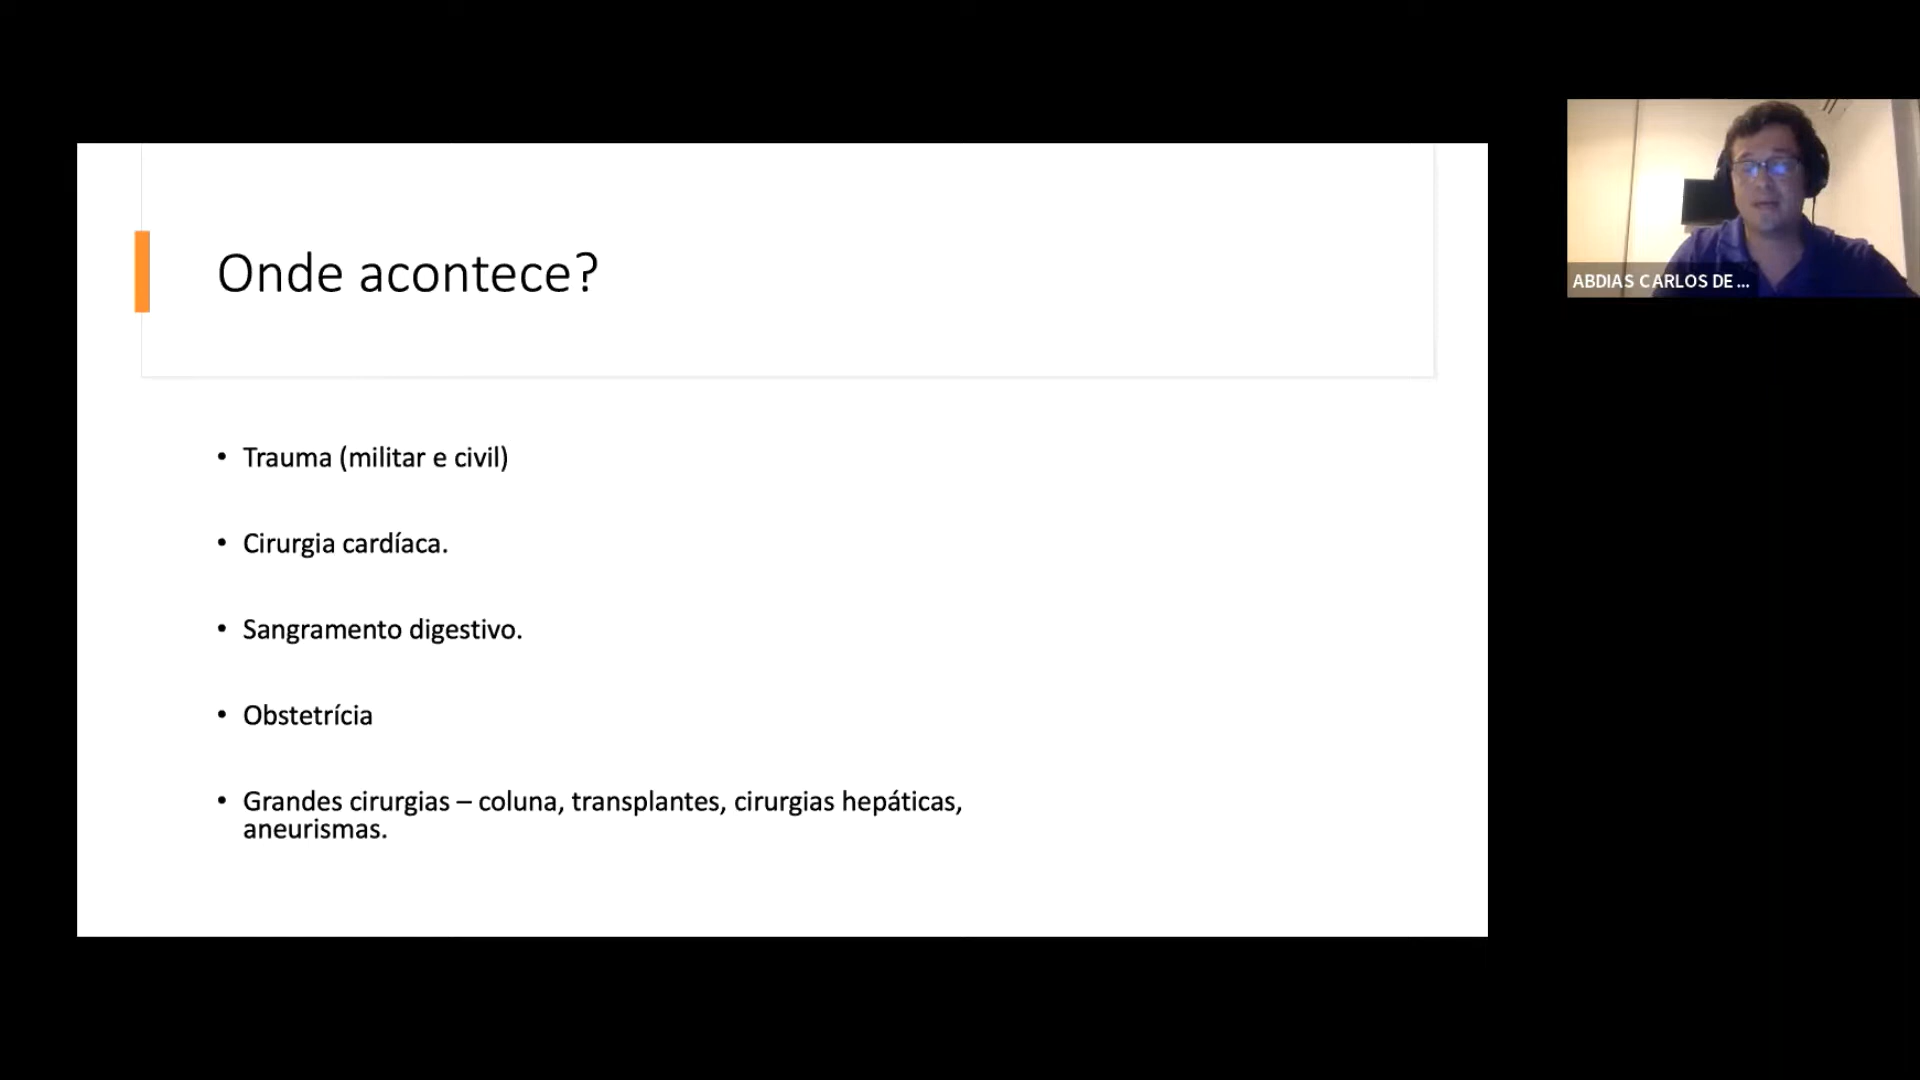 Onde acontece?
• Trauma (militar e civil)
• Cirurgia cardíaca.
• Sangramento digestivo.
• Obstetrícia
• Grandes cirurgias – coluna, transplantes, cirurgias hepáticas,
aneurismas.
ABDIAS CARLOS DE ...